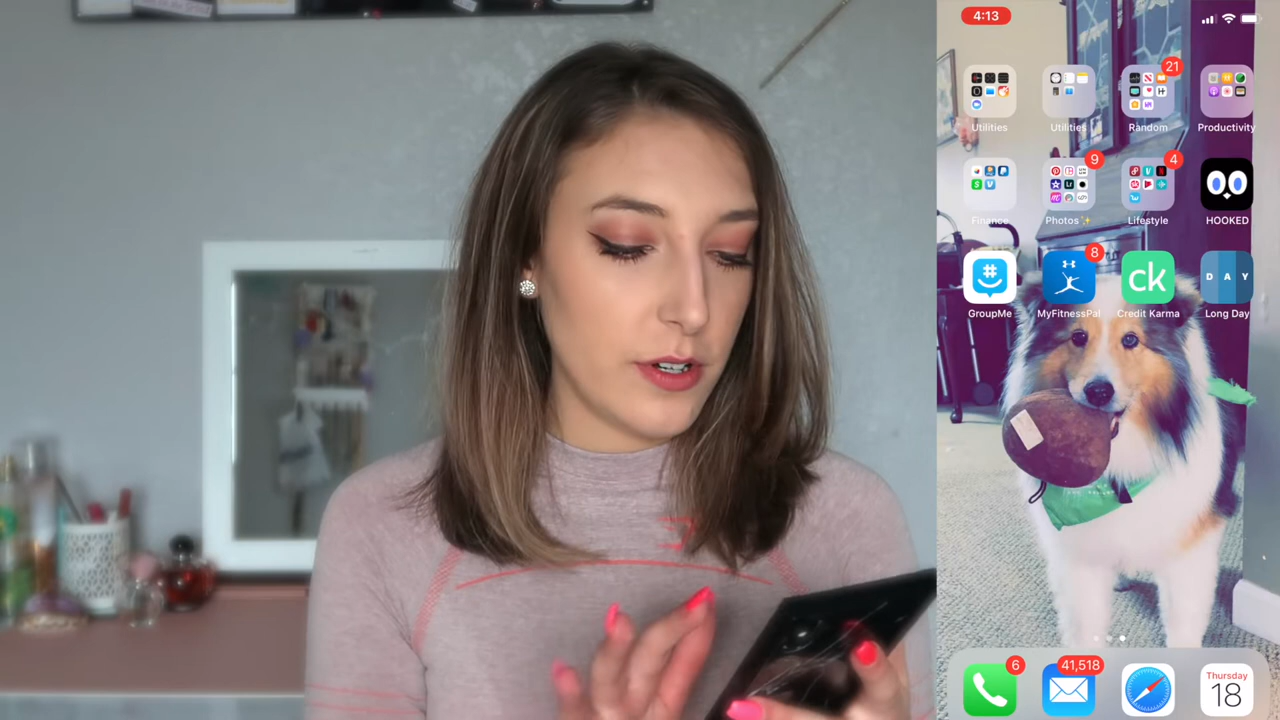 4:13
21
Utilities
Utilities
Random
Productivity
9
4
Finance
Photos✨
Lifestyle
HOOKED
8
#
ck
D A Y
GroupMe
MyFitnessPal
Credit Karma
Long Day
6
41,518
Thursday
18